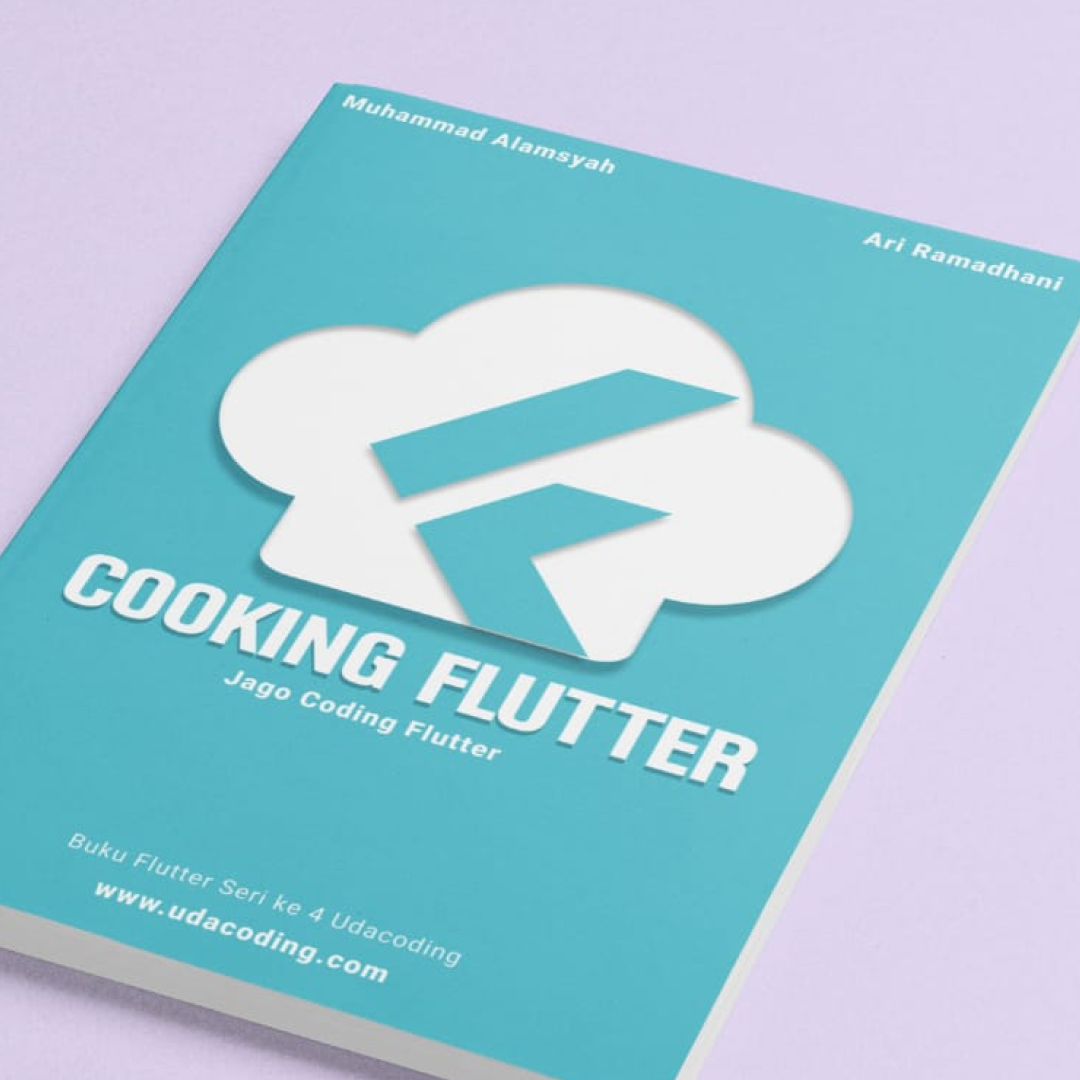 Muhammad Alamsyah
Ari Ramadhani
COOKING FLUTTER
Jago Coding Flutter
Buku Flutter Seri ke 4 Udacoding
www.udacoding.com